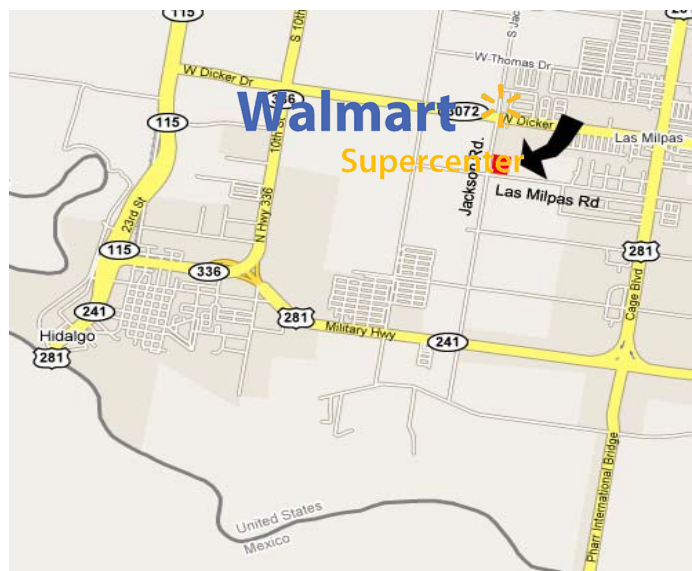 115
S 10th
S Jac
281
W Thomas Dr
W Dicker Dr
336
Walmart
3072
W Dicker
Las Milpas
115
10th St
Supercenter
Jackson Rd.
Las Milpas Rd
23rd St
N Hwy 336
115
336
281
Cage Blvd
241
281
Military Hwy
241
Hidalgo
281
Pharr International Bridge
United States
Mexico